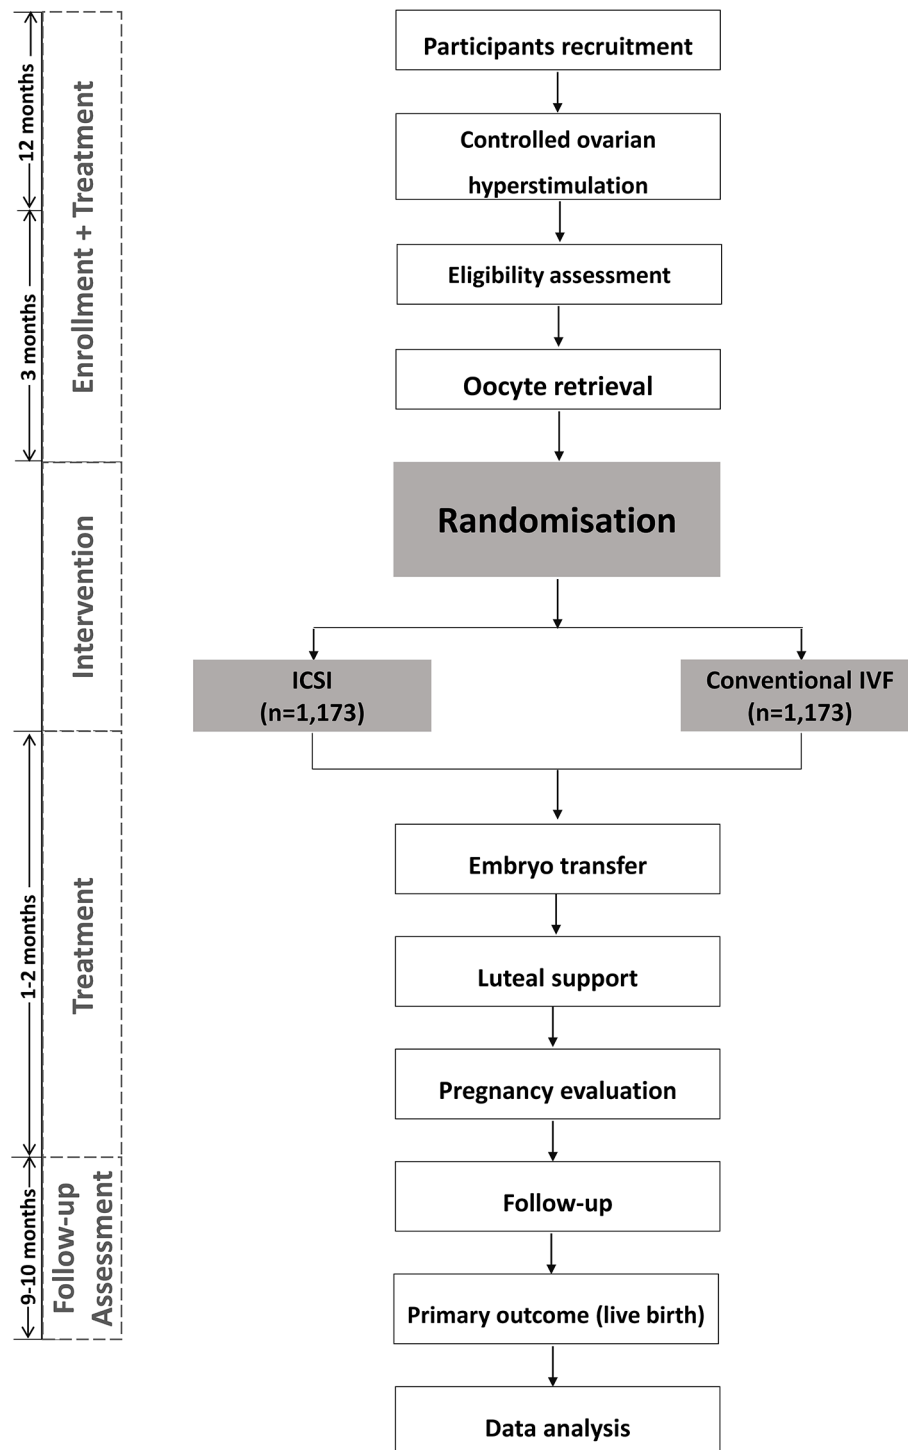 Participants recruitment
Controlled ovarian
hyperstimulation
Eligibility assessment
Oocyte retrieval
Randomisation
ICSI
(n=1,173)
Conventional IVF
(n=1,173)
Embryo transfer
Luteal support
Pregnancy evaluation
Follow-up
Primary outcome (live birth)
Data analysis
12 months
3 months
Enrollment + Treatment
Intervention
1-2 months
Treatment
9-10 months
Follow-up
Assessment